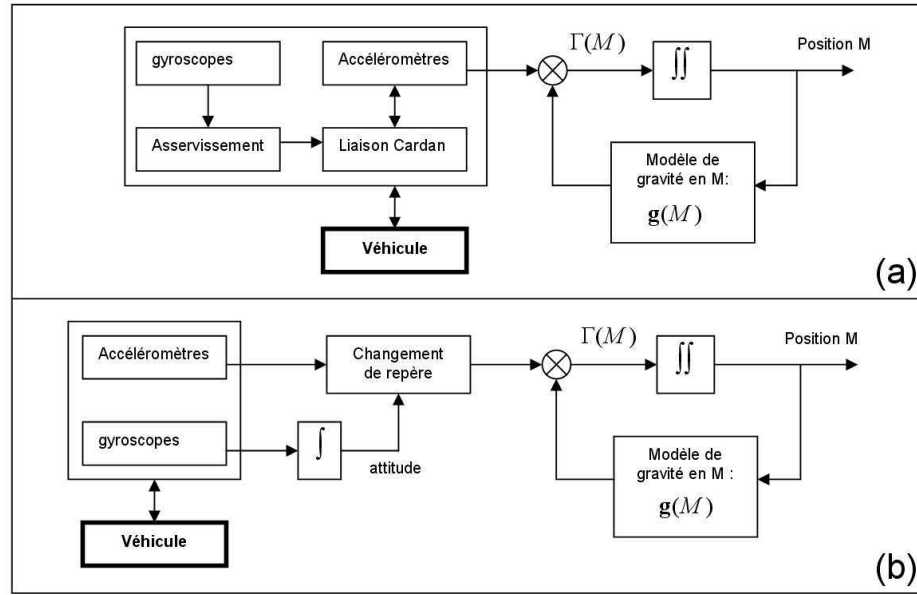 gyroscopes
Accéléromètres
Γ(M)
∬
Position M
Asservissement
Liaison Cardan
Modèle de
gravité en M:
g(M)
Véhicule
(a)
Accéléromètres
Changement
de repère
Γ(M)
∬
Position M
gyroscopes
∫
attitude
Modèle de
gravité en M :
g(M)
Véhicule
(b)